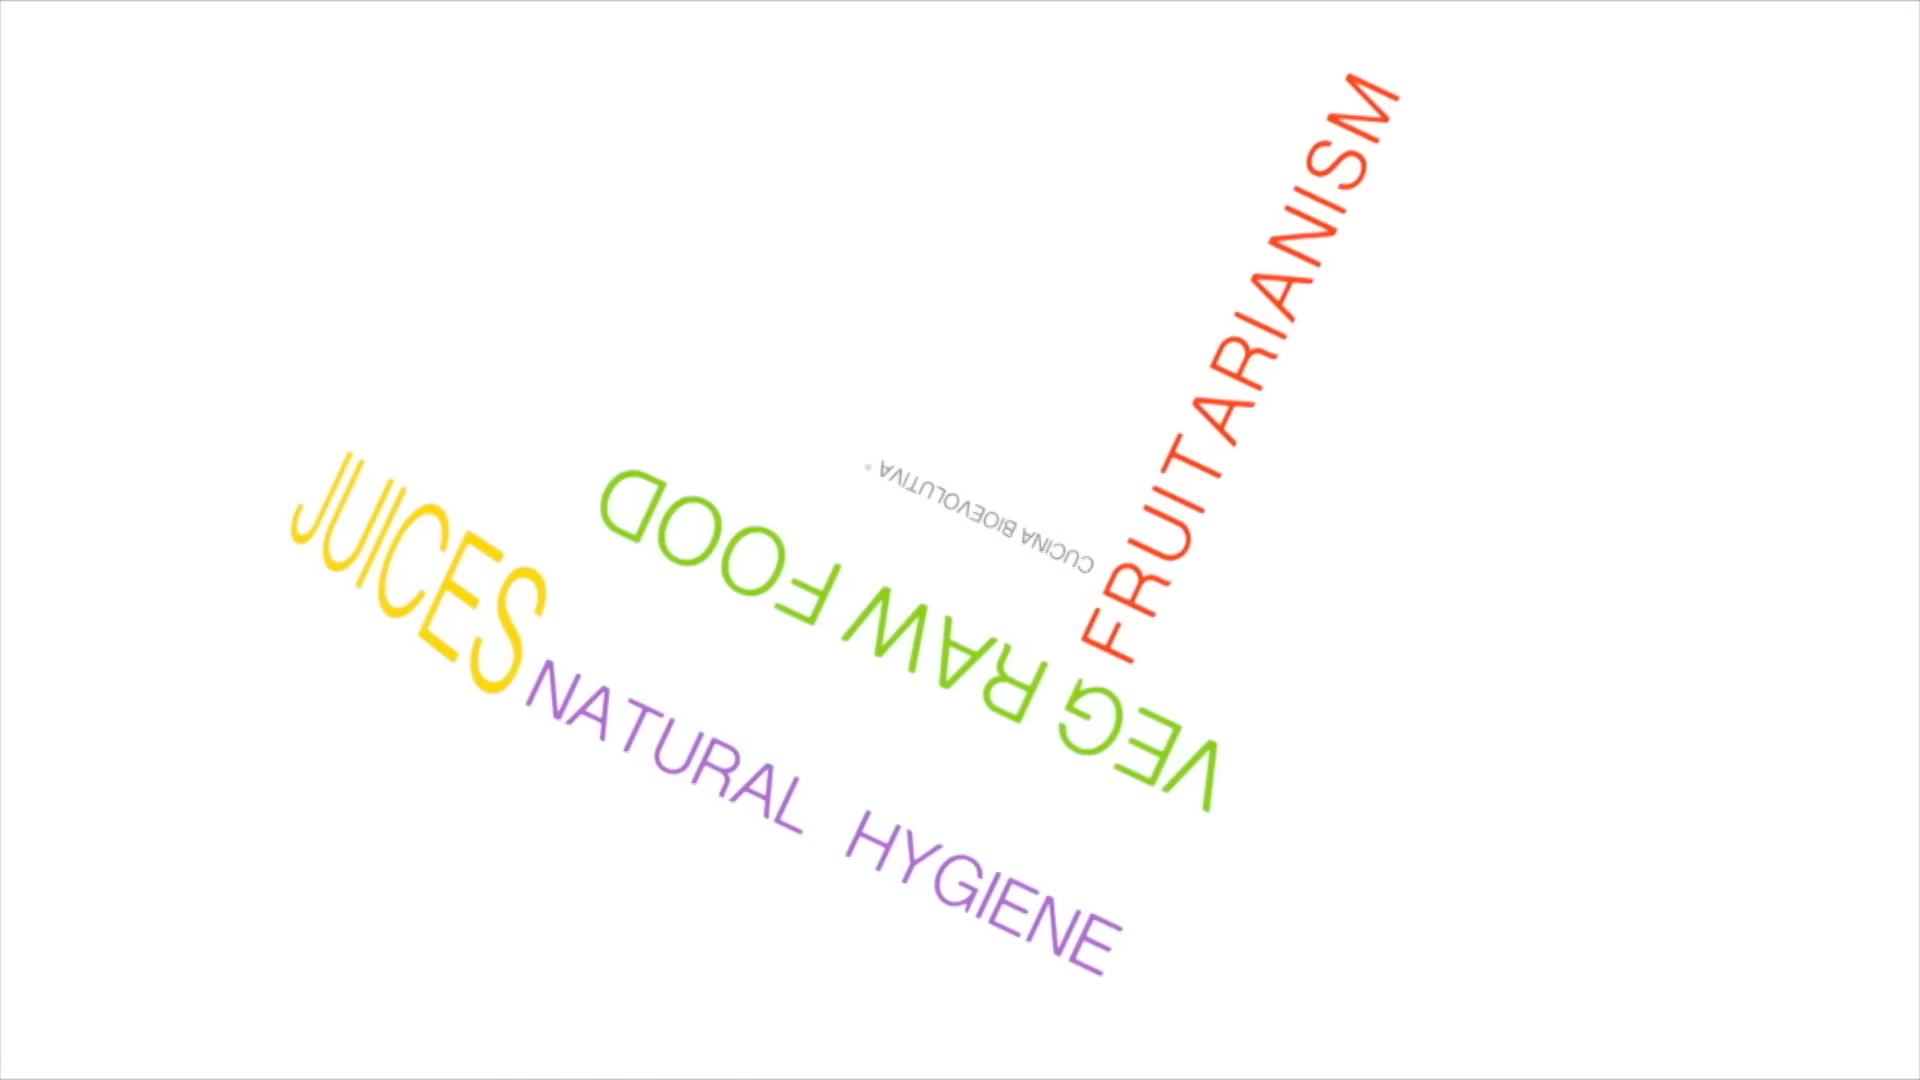 FRUITARIANISM
CUCINA BIOEVOLUTIVA
VEG RAW FOOD
JUICES
NATURAL HYGIENE